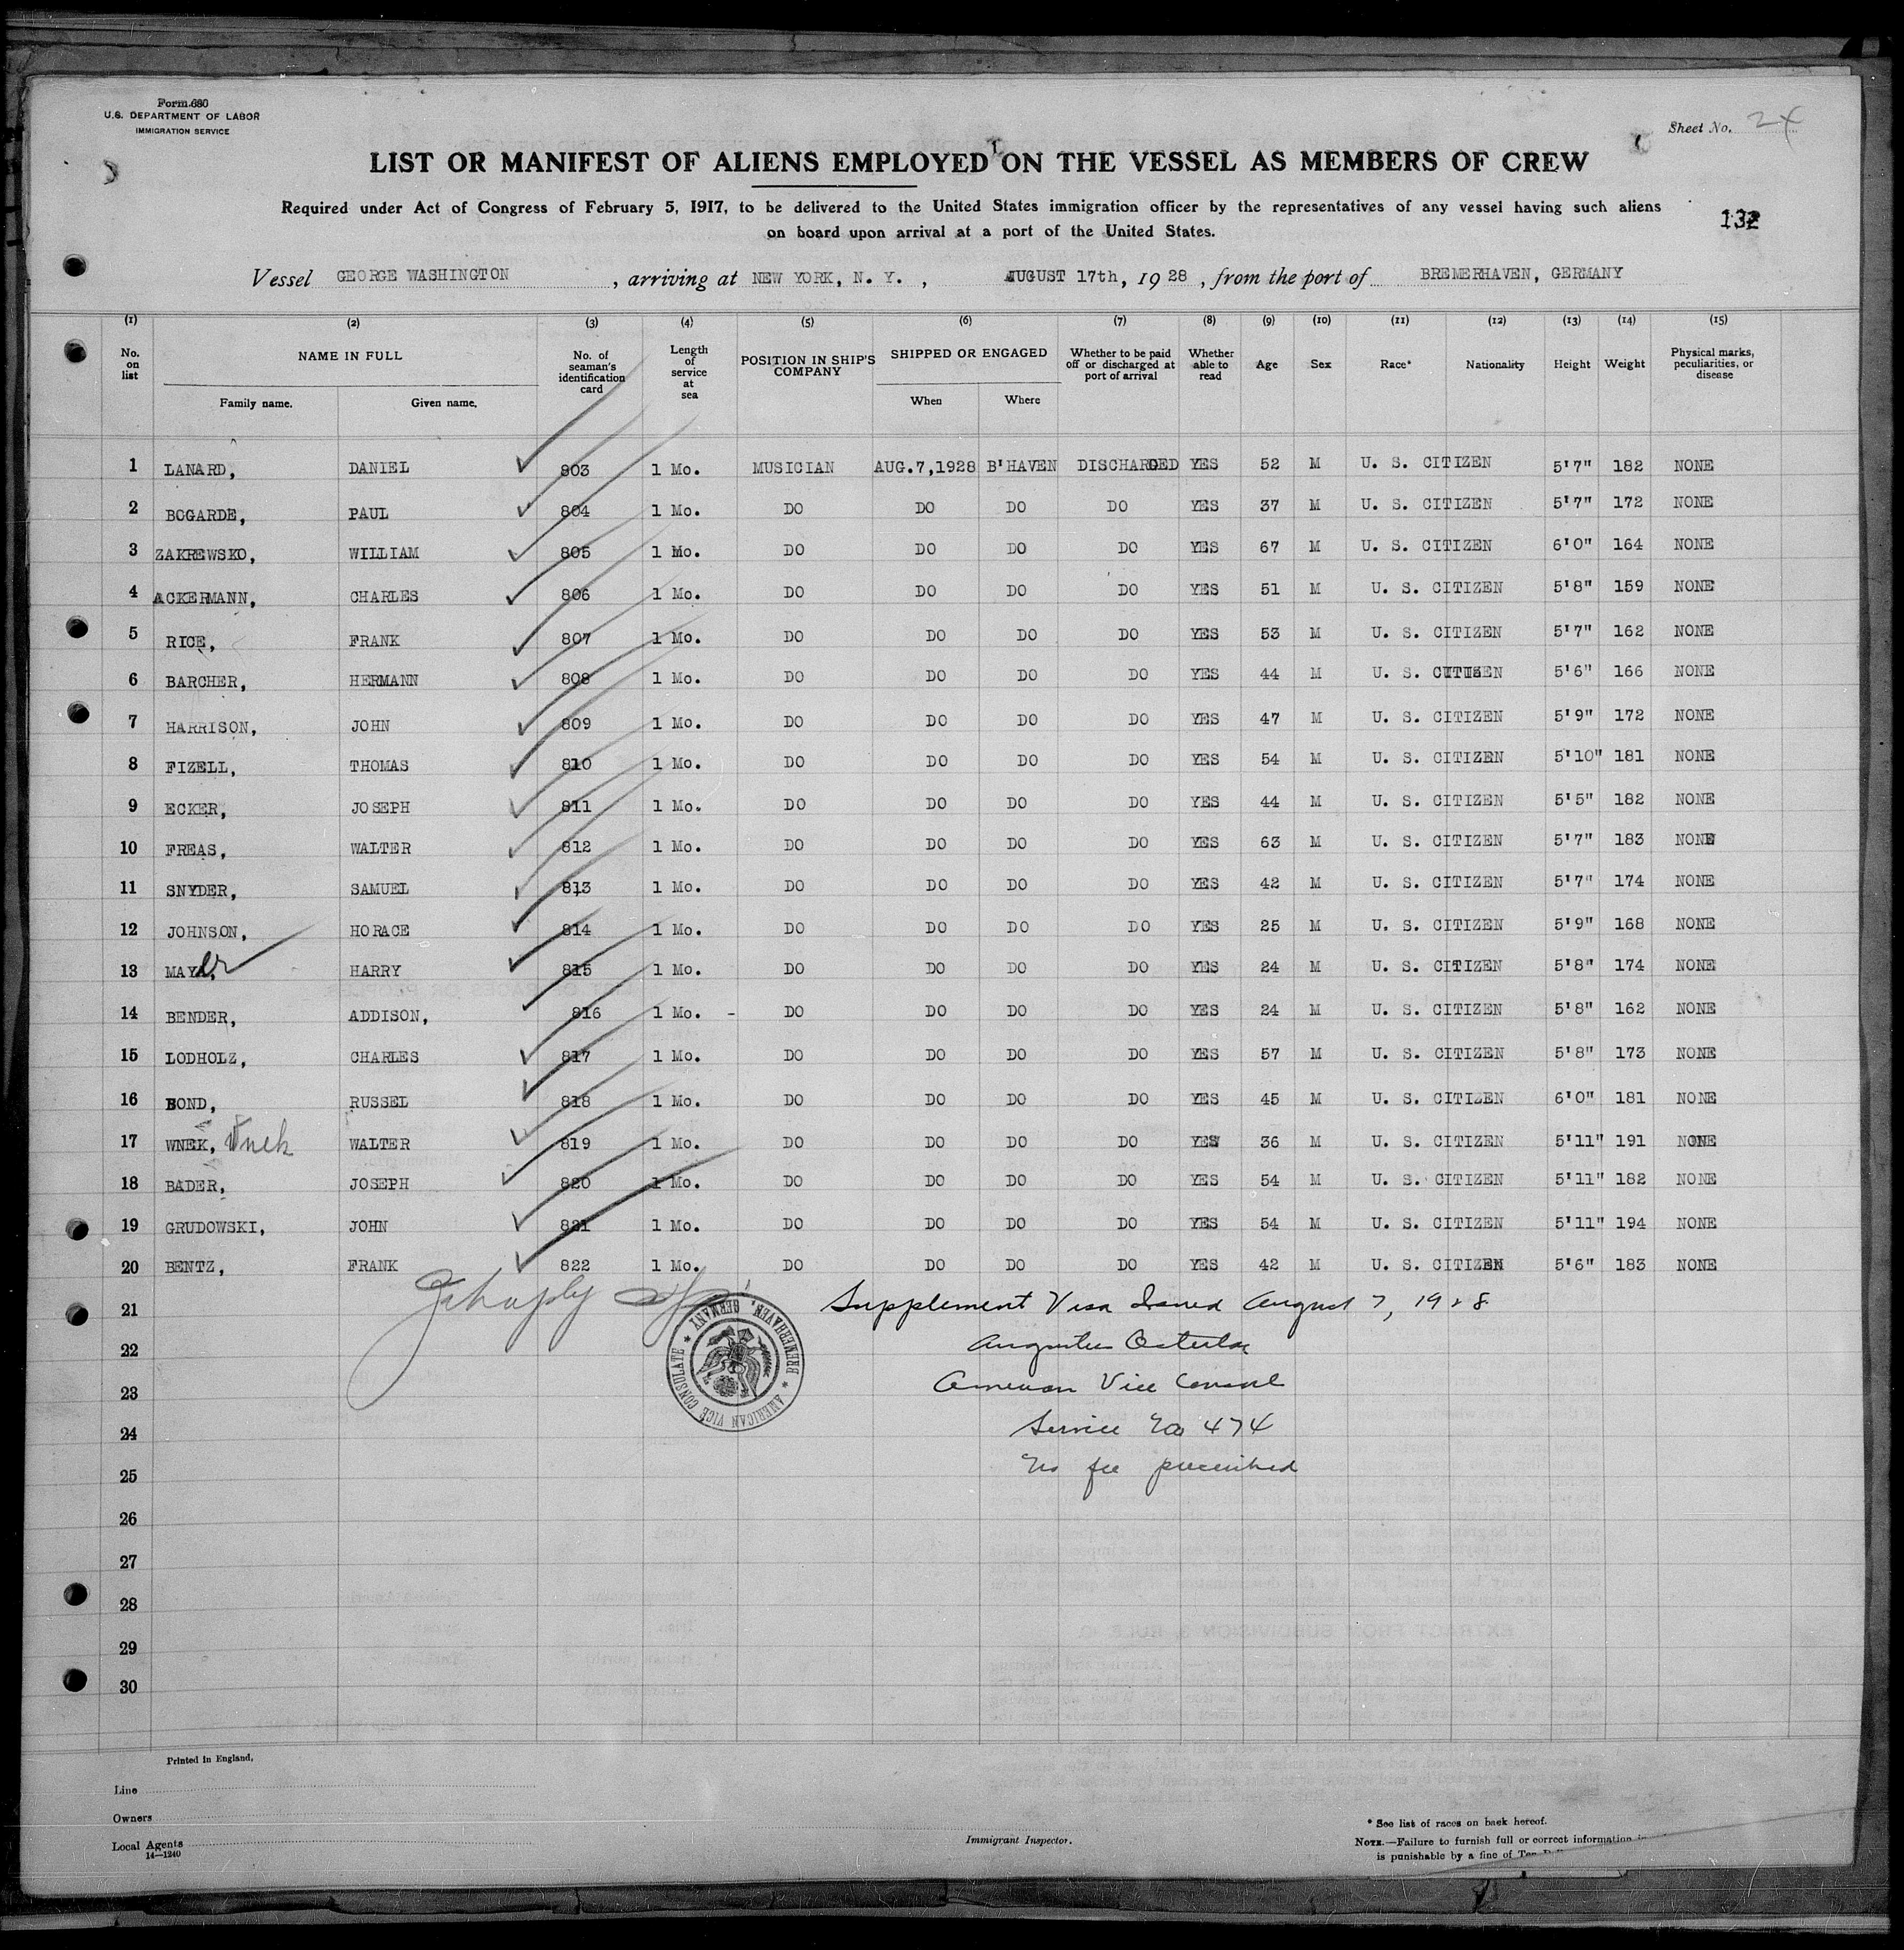 Form 680
U.S. DEPARTMENT OF LABOR
IMMIGRATION SERVICE
Sheet No. 24
LIST OR MANIFEST OF ALIENS EMPLOYED ON THE VESSEL AS MEMBERS OF CREW
Required under Act of Congress of February 5, 1917, to be delivered to the United States immigration officer by the representatives of any vessel having such aliens
on board upon arrival at a port of the United States.
132
Vessel GEORGE WASHINGTON, arriving at NEW YORK, N. Y., AUGUST 17th, 1928, from the port of BREMERHAVEN, GERMANY
(1) (2) (3) (4) (5) (6) (7) (8) (9) (10) (11) (12) (13) (14) (15)
No. on list NAME IN FULL Family name. Given name. No. of seaman's identification card Length of service at sea POSITION IN SHIP'S COMPANY SHIPPED OR ENGAGED When Where Whether to be paid off or discharged at port of arrival Whether able to read Age Sex Race* Nationality Height Weight Physical marks, peculiarities, or disease
1 LANARD, DANIEL 803 1 Mo. MUSICIAN AUG.7,1928 B'HAVEN DISCHARGED YES 52 M U. S. CITIZEN 5'7" 182 NONE
2 BOGARDE, PAUL 804 1 Mo. DO DO DO DO YES 37 M U. S. CITIZEN 5'7" 172 NONE
3 ZAKREWSKO, WILLIAM 805 1 Mo. DO DO DO DO YES 67 M U. S. CITIZEN 6'0" 164 NONE
4 ACKERMANN, CHARLES 806 1 Mo. DO DO DO DO YES 51 M U. S. CITIZEN 5'8" 159 NONE
5 RICE, FRANK 807 1 Mo. DO DO DO DO YES 53 M U. S. CITIZEN 5'7" 162 NONE
6 BARCHER, HERMANN 808 1 Mo. DO DO DO DO YES 44 M U. S. CITIZEN 5'6" 166 NONE
7 HARRISON, JOHN 809 1 Mo. DO DO DO DO YES 47 M U. S. CITIZEN 5'9" 172 NONE
8 FIZELL, THOMAS 810 1 Mo. DO DO DO DO YES 54 M U. S. CITIZEN 5'10" 181 NONE
9 ECKER, JOSEPH 811 1 Mo. DO DO DO DO YES 44 M U. S. CITIZEN 5'5" 182 NONE
10 FREAS, WALTER 812 1 Mo. DO DO DO DO YES 63 M U. S. CITIZEN 5'7" 183 NONE
11 SNYDER, SAMUEL 813 1 Mo. DO DO DO DO YES 42 M U. S. CITIZEN 5'7" 174 NONE
12 JOHNSON, HORACE 814 1 Mo. DO DO DO DO YES 25 M U. S. CITIZEN 5'9" 168 NONE
13 MAYer, HARRY 815 1 Mo. DO DO DO DO YES 24 M U. S. CITIZEN 5'8" 174 NONE
14 BENDER, ADDISON, 816 1 Mo. - DO DO DO DO YES 24 M U. S. CITIZEN 5'8" 162 NONE
15 LODHOLZ, CHARLES 817 1 Mo. DO DO DO DO YES 57 M U. S. CITIZEN 5'8" 173 NONE
16 BOND, RUSSEL 818 1 Mo. DO DO DO DO YES 45 M U. S. CITIZEN 6'0" 181 NONE
17 WNEK, Wnek WALTER 819 1 Mo. DO DO DO DO YES 36 M U. S. CITIZEN 5'11" 191 NONE
18 BADER, JOSEPH 820 1 Mo. DO DO DO DO YES 54 M U. S. CITIZEN 5'11" 182 NONE
19 GRUDOWSKI, JOHN 821 1 Mo. DO DO DO DO YES 54 M U. S. CITIZEN 5'11" 194 NONE
20 BENTZ, FRANK 822 1 Mo. DO DO DO DO YES 42 M U. S. CITIZEN 5'6" 183 NONE
21 Supplement Visa Issued August 7, 1928
22 Augustus Ostertag
23 American Vice Consul
24 Service No 474
25 No fee prescribed
26
27
28
29
30
* AMERICAN VICE CONSULATE * BREMERHAVEN, GERMANY
Printed in England.
Line
Owners
Local Agents
14—1240
Immigrant Inspector.
* See list of races on back hereof.
NOTE.—Failure to furnish full or correct information
is punishable by a fine of Ten